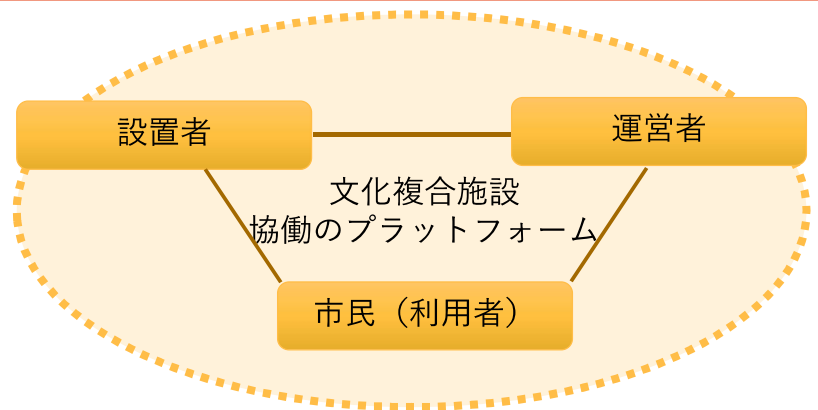 設置者
運営者
文化複合施設
協働のプラットフォーム
市民（利用者）